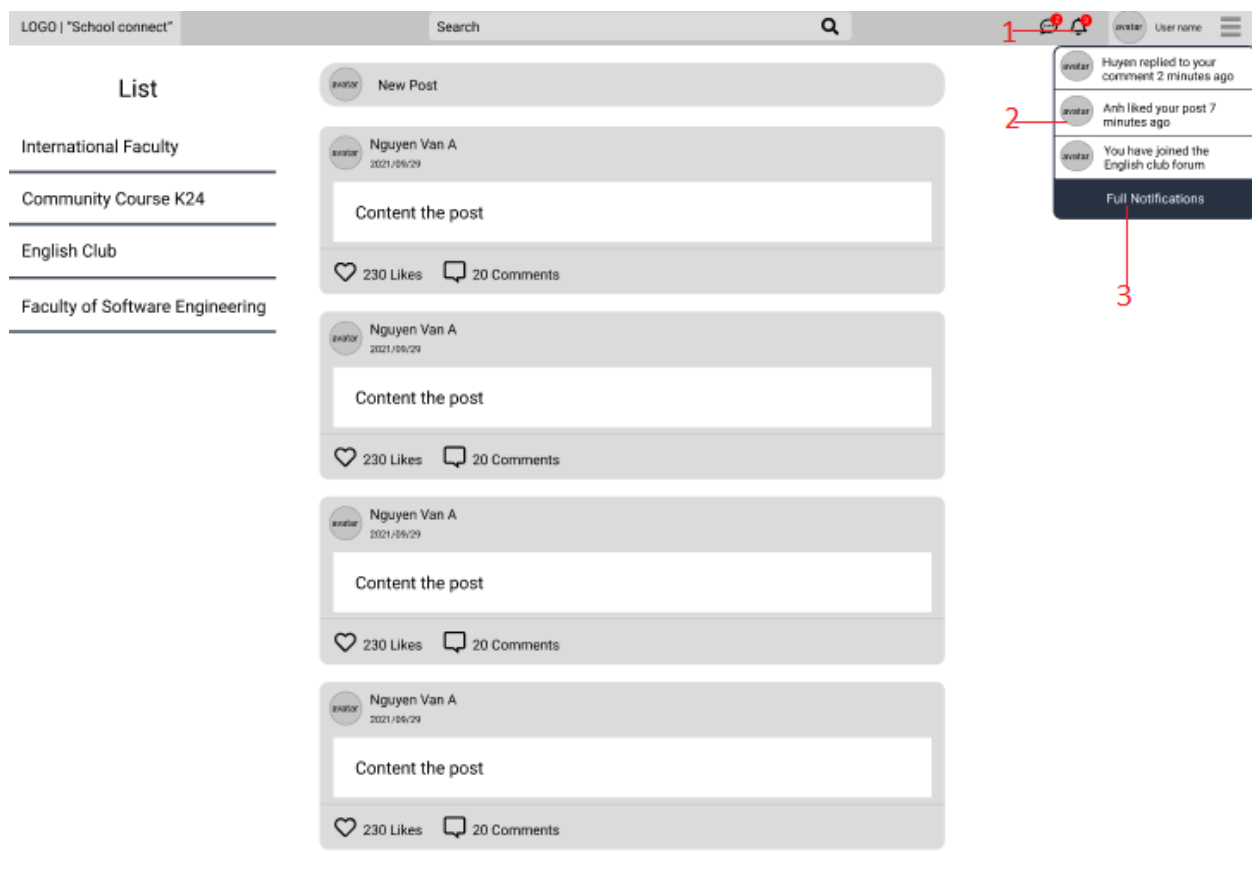 LOGO | "School connect"
Search
2
2
avatar
User name
1
List
International Faculty
Community Course K24
English Club
Faculty of Software Engineering
avatar
New Post
avatar
Nguyen Van A
2021/09/29
Content the post
230 Likes
20 Comments
avatar
Nguyen Van A
2021/09/29
Content the post
230 Likes
20 Comments
avatar
Nguyen Van A
2021/09/29
Content the post
230 Likes
20 Comments
avatar
Nguyen Van A
2021/09/29
Content the post
230 Likes
20 Comments
avatar
Huyen replied to your
comment 2 minutes ago
2
avatar
Anh liked your post 7
minutes ago
avatar
You have joined the
English club forum
Full Notifications
3